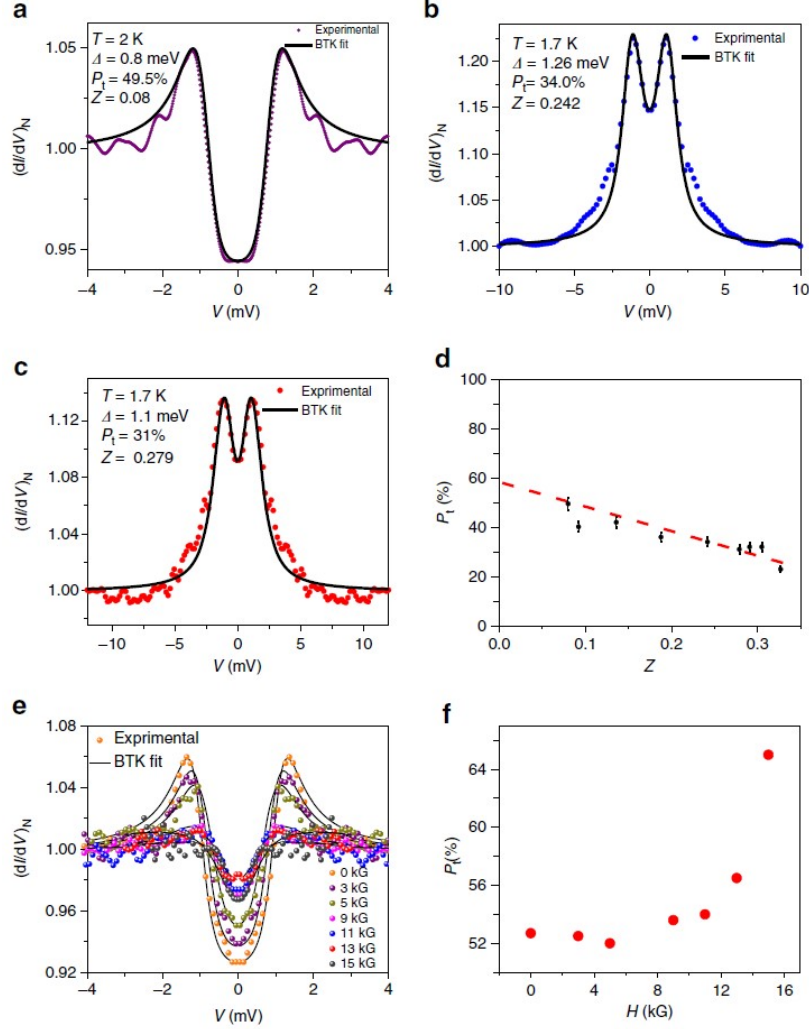 a
T = 2 K
Δ = 0.8 meV
Pt = 49.5%
Z = 0.08
Experimental
BTK fit
1.05
1.00
0.95
(dI/dV)N
−4 −2 0 2 4
V (mV)
b
T = 1.7 K
Δ = 1.26 meV
Pt = 34.0%
Z = 0.242
Experimental
BTK fit
1.20
1.15
1.10
1.05
1.00
(dI/dV)N
−10 −5 0 5 10
V (mV)
c
T = 1.7 K
Δ = 1.1 meV
Pt = 31%
Z = 0.279
Experimental
BTK fit
1.12
1.08
1.04
1.00
(dI/dV)N
−10 −5 0 5 10
V (mV)
d
100
80
60
40
20
0
Pt (%)
0.0 0.1 0.2 0.3
Z
e
Exprimental
BTK fit
1.08
1.04
1.00
0.96
0.92
(dI/dV)N
0 kG
3 kG
5 kG
9 kG
11 kG
13 kG
15 kG
−4 −2 0 2 4
V (mV)
f
64
60
56
52
Pt(%)
0 4 8 12 16
H (kG)